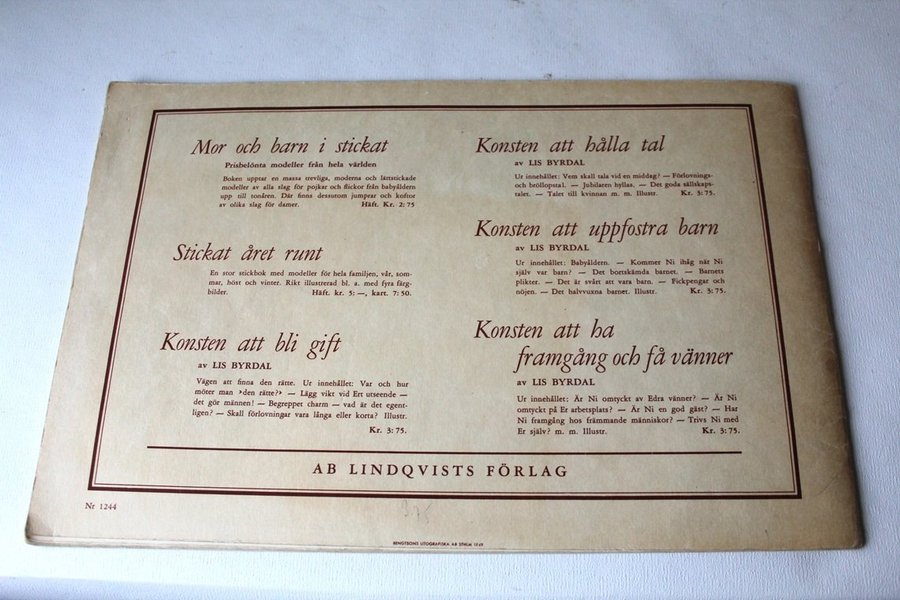 Mor och barn i stickat
Prisbelönta modeller från hela världen
Boken upptar en massa trevliga, moderna och lättstickade
modeller av alla slag för pojkar och flickor från babyåldern
upp till tonåren. Där finns dessutom jumprar och koftor
av olika slag för damer. Häft. Kr. 2: 75
Stickat året runt
En stor stickbok med modeller för hela familjen, vår, som-
mar, höst och vinter. Rikt illustrerad bl. a. med fyra färg-
bilder. Häft. kr. 5: —, kart. 7: 50.
Konsten att bli gift
av LIS BYRDAL
Vägen att finna den rätte. Ur innehållet: Var och hur
möter man »den rätte?» — Lägg vikt vid Ert utseende —
det gör männen! — Begreppet charm — vad är det egent-
ligen? — Skall förlovningar vara långa eller korta? Illustr.
Kr. 3: 75.
Konsten att hålla tal
av LIS BYRDAL
Ur innehållet: Vem skall tala vid en middag? — Förlovnings-
och bröllopstal. — Jubilaren hyllas. — Det goda sällskaps-
talet. — Talet till kvinnan m. m. Illustr. Kr. 3: 75.
Konsten att uppfostra barn
av LIS BYRDAL
Ur innehållet: Babyåldern. — Kommer Ni ihåg när Ni
själv var barn? — Det bortskämda barnet. — Barnets
plikter. — Det är svårt att vara barn. — Fickpengar och
nöjen. — Det halvvuxna barnet. Illustr. Kr. 3: 75.
Konsten att ha
framgång och få vänner
av LIS BYRDAL
Ur innehållet: Är Ni omtyckt av Edra vänner? — Är Ni
omtyckt på Er arbetsplats? — Är Ni en god gäst? — Har
Ni framgång hos främmande människor? — Trivs Ni med
Er själv? m. m. Illustr. Kr. 3: 75.
AB LINDQVISTS FÖRLAG
Nr 1244
BENGTSONS LITOGRAFISKA AB STHLM